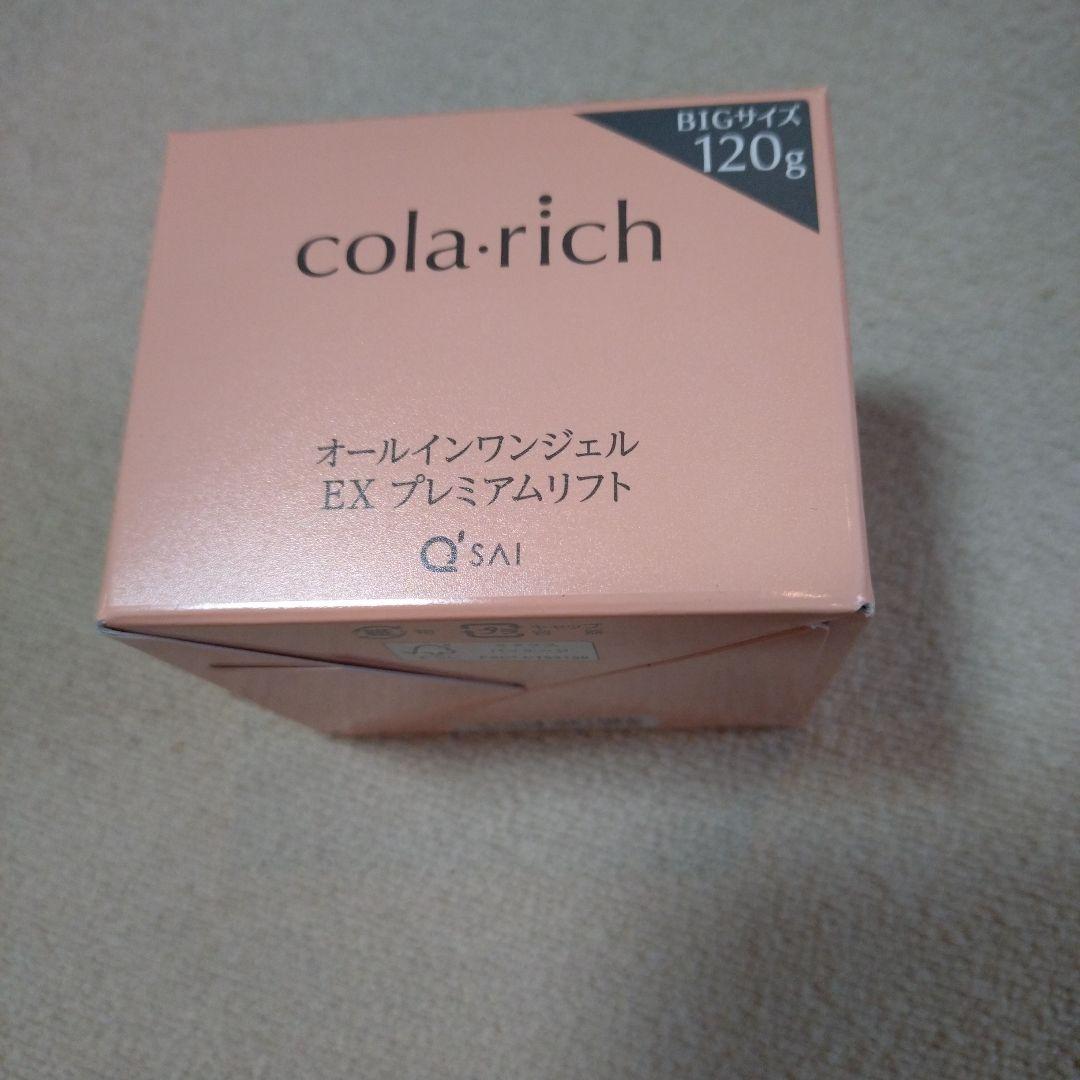 BIGサイズ
120g
cola·rich
オールインワンジェル
EX プレミアムリフト
Q'SAI